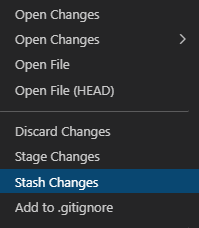 Open Changes
Open Changes
Open File
Open File (HEAD)
Discard Changes
Stage Changes
Stash Changes
Add to .gitignore